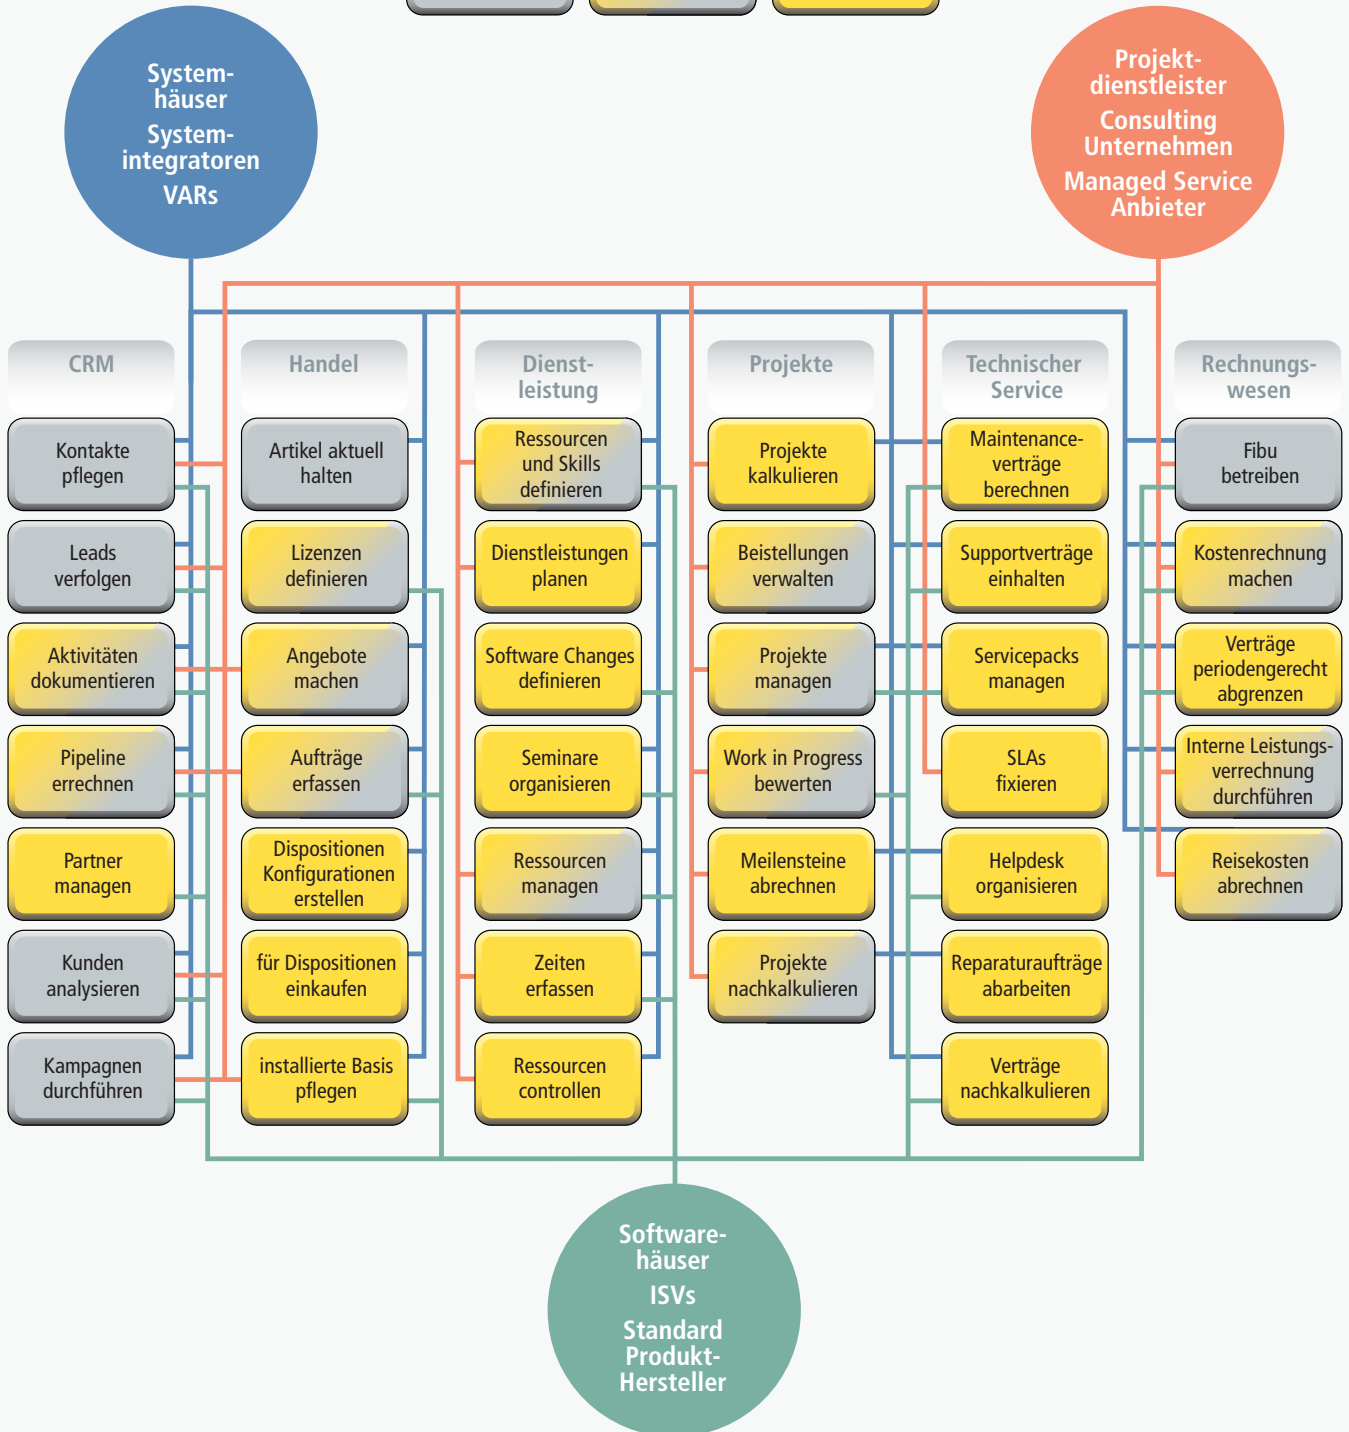 System-
häuser
System-
integratoren
VARs
Projekt-
dienstleister
Consulting
Unternehmen
Managed Service
Anbieter
CRM
Kontakte
pflegen
Leads
verfolgen
Aktivitäten
dokumentieren
Pipeline
errechnen
Partner
managen
Kunden
analysieren
Kampagnen
durchführen
Handel
Artikel aktuell
halten
Lizenzen
definieren
Angebote
machen
Aufträge
erfassen
Dispositionen
Konfigurationen
erstellen
für Dispositionen
einkaufen
installierte Basis
pflegen
Dienst-
leistung
Ressourcen
und Skills
definieren
Dienstleistungen
planen
Software Changes
definieren
Seminare
organisieren
Ressourcen
managen
Zeiten
erfassen
Ressourcen
controllen
Projekte
Projekte
kalkulieren
Beistellungen
verwalten
Projekte
managen
Work in Progress
bewerten
Meilensteine
abrechnen
Projekte
nachkalkulieren
Technischer
Service
Maintenance-
verträge
berechnen
Supportverträge
einhalten
Servicepacks
managen
SLAs
fixieren
Helpdesk
organisieren
Reparaturaufträge
abarbeiten
Verträge
nachkalkulieren
Rechnungs-
wesen
Fibu
betreiben
Kostenrechnung
machen
Verträge
periodengerecht
abgrenzen
Interne Leistungs-
verrechnung
durchführen
Reisekosten
abrechnen
Software-
häuser
ISVs
Standard
Produkt-
Hersteller